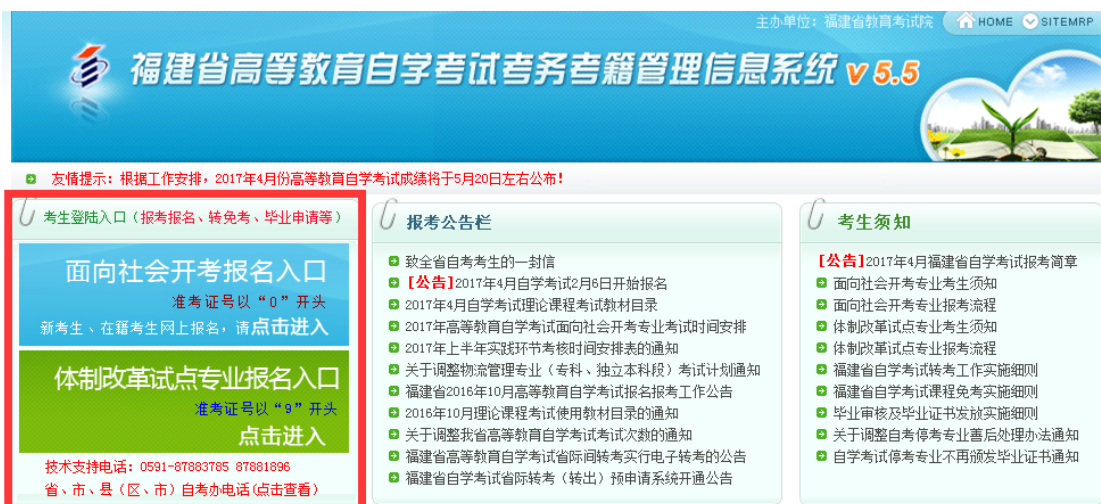 主办单位：福建省教育考试院 HOME SITEMRP
福建省高等教育自学考试考务考籍管理信息系统 v 5.5
友情提示：根据工作安排，2017年4月份高等教育自学考试成绩将于5月20日左右公布！
考生登陆入口（报考报名、转免考、毕业申请等）
面向社会开考报名入口
准考证号以“0”开头
新考生、在籍考生网上报名，请点击进入
体制改革试点专业报名入口
准考证号以“9”开头
点击进入
技术支持电话：0591-87883785 87881896
省、市、县（区、市）自考办电话(点击查看)
报考公告栏
致全省自考考生的一封信
【公告】2017年4月自学考试2月6日开始报名
2017年4月自学考试理论课程考试教材目录
2017年高等教育自学考试面向社会开考专业考试时间安排
2017年上半年实践环节考核时间安排表的通知
关于调整物流管理专业（专科、独立本科段）考试计划通知
福建省2016年10月高等教育自学考试报名报考工作公告
2016年10月理论课程考试使用教材目录的通知
关于调整我省高等教育自学考试考试次数的通知
福建省高等教育自学考试省际间转考实行电子转考的公告
福建省自学考试省际转考（转出）预申请系统开通公告
考生须知
【公告】2017年4月福建省自学考试报考简章
面向社会开考专业考生须知
面向社会开考专业报考流程
体制改革试点专业考生须知
体制改革试点专业报考流程
福建省自学考试转考工作实施细则
福建省自学考试课程免考实施细则
毕业审核及毕业证书发放实施细则
关于调整自考停考专业善后处理办法通知
自学考试停考专业不再颁发毕业证书通知